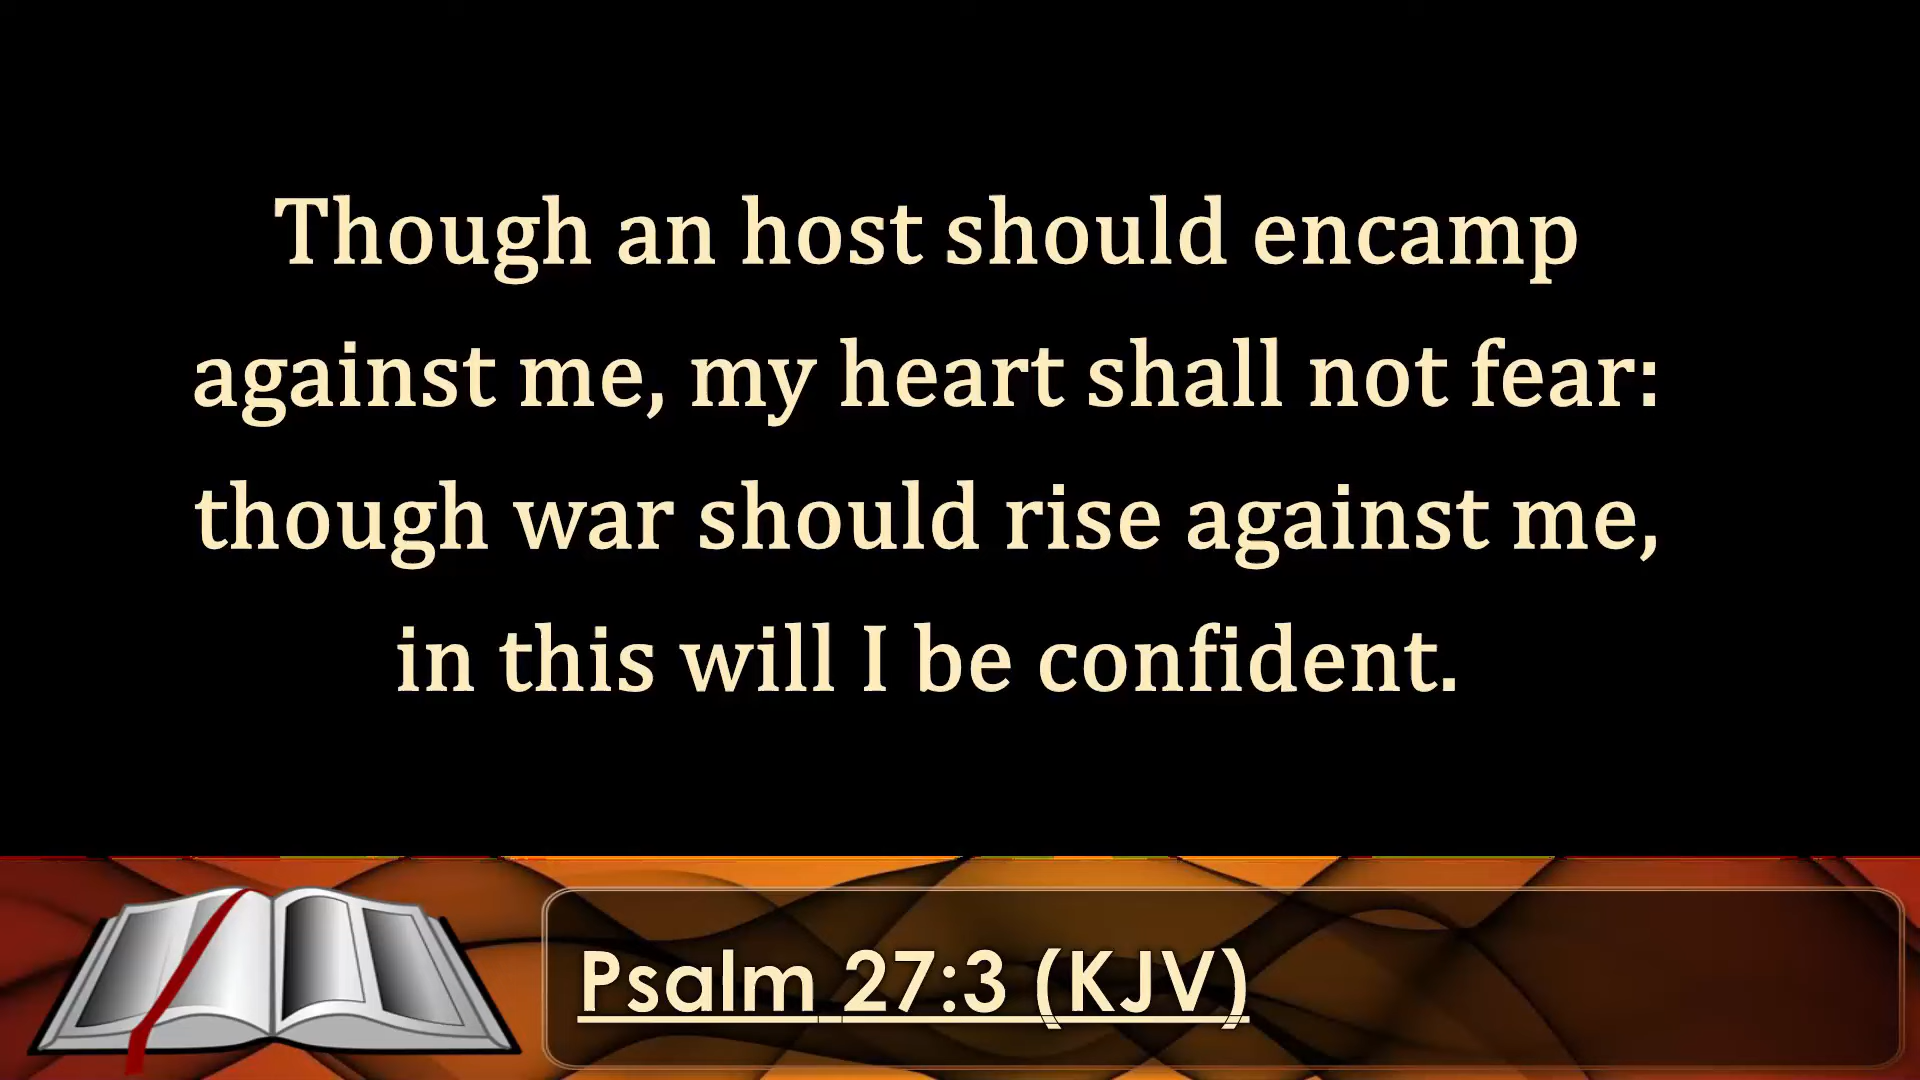 Though an host should encamp
against me, my heart shall not fear:
though war should rise against me,
in this will I be confident.
Psalm 27:3 (KJV)